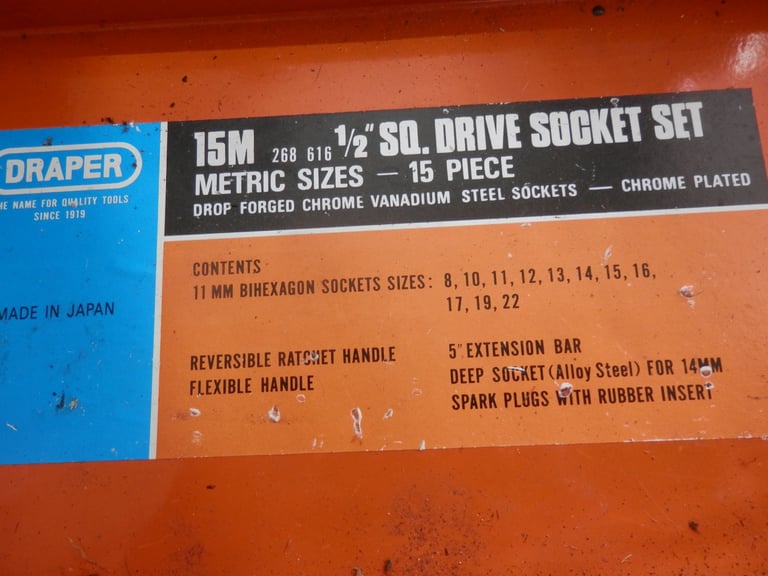 DRAPER
HE NAME FOR QUALITY TOOLS
SINCE 1919
MADE IN JAPAN
15M 268 616 1/2" SQ. DRIVE SOCKET SET
METRIC SIZES — 15 PIECE
DROP FORGED CHROME VANADIUM STEEL SOCKETS — CHROME PLATED
CONTENTS
11 MM BIHEXAGON SOCKETS SIZES: 8, 10, 11, 12, 13, 14, 15, 16,
17, 19, 22
REVERSIBLE RATCHET HANDLE
FLEXIBLE HANDLE
5" EXTENSION BAR
DEEP SOCKET (Alloy Steel) FOR 14MM
SPARK PLUGS WITH RUBBER INSERT